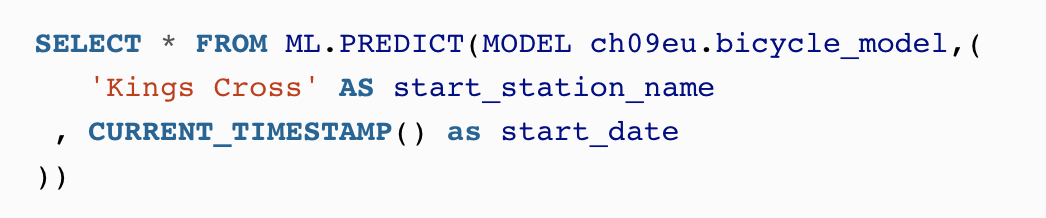 SELECT * FROM ML.PREDICT(MODEL ch09eu.bicycle_model,(
'Kings Cross' AS start_station_name
, CURRENT_TIMESTAMP() as start_date
))